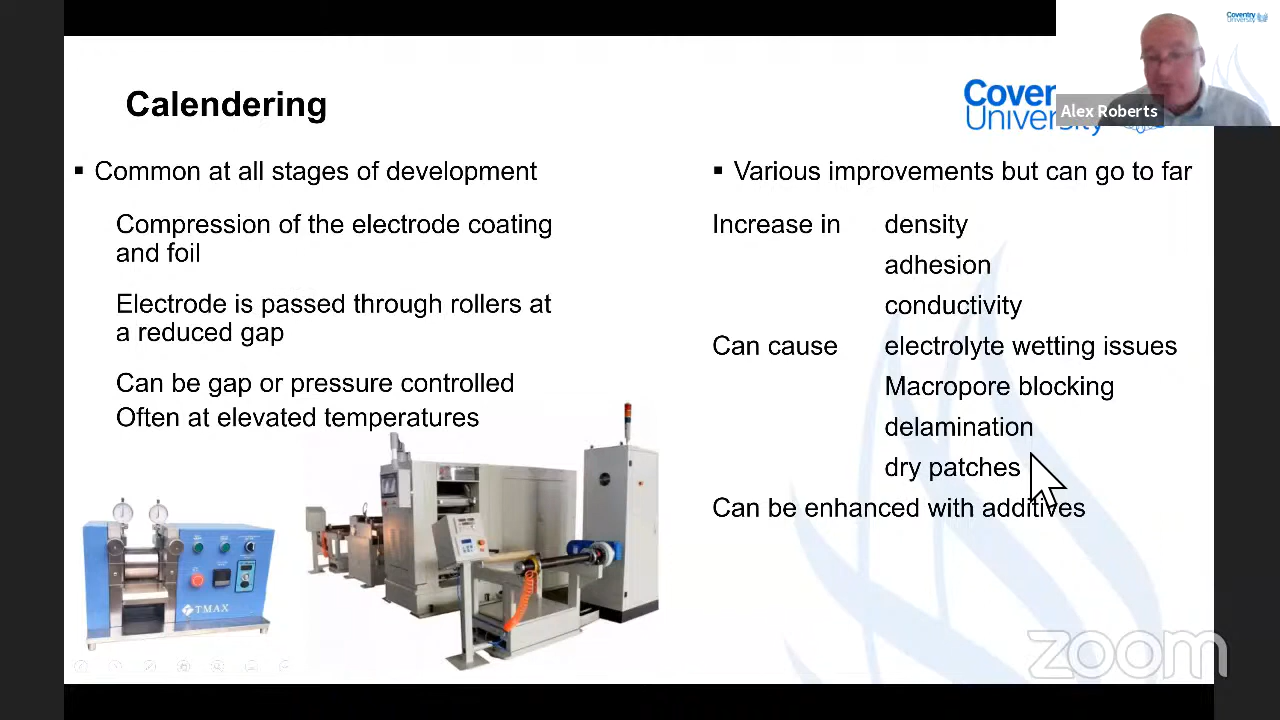 Coventry
University
Calendering
Cover
University
Alex Roberts
▪ Common at all stages of development
Compression of the electrode coating
and foil
Electrode is passed through rollers at
a reduced gap
Can be gap or pressure controlled
Often at elevated temperatures
TMAX
▪ Various improvements but can go to far
Increase in density
adhesion
conductivity
Can cause electrolyte wetting issues
Macropore blocking
delamination
dry patches
Can be enhanced with additives
zoom